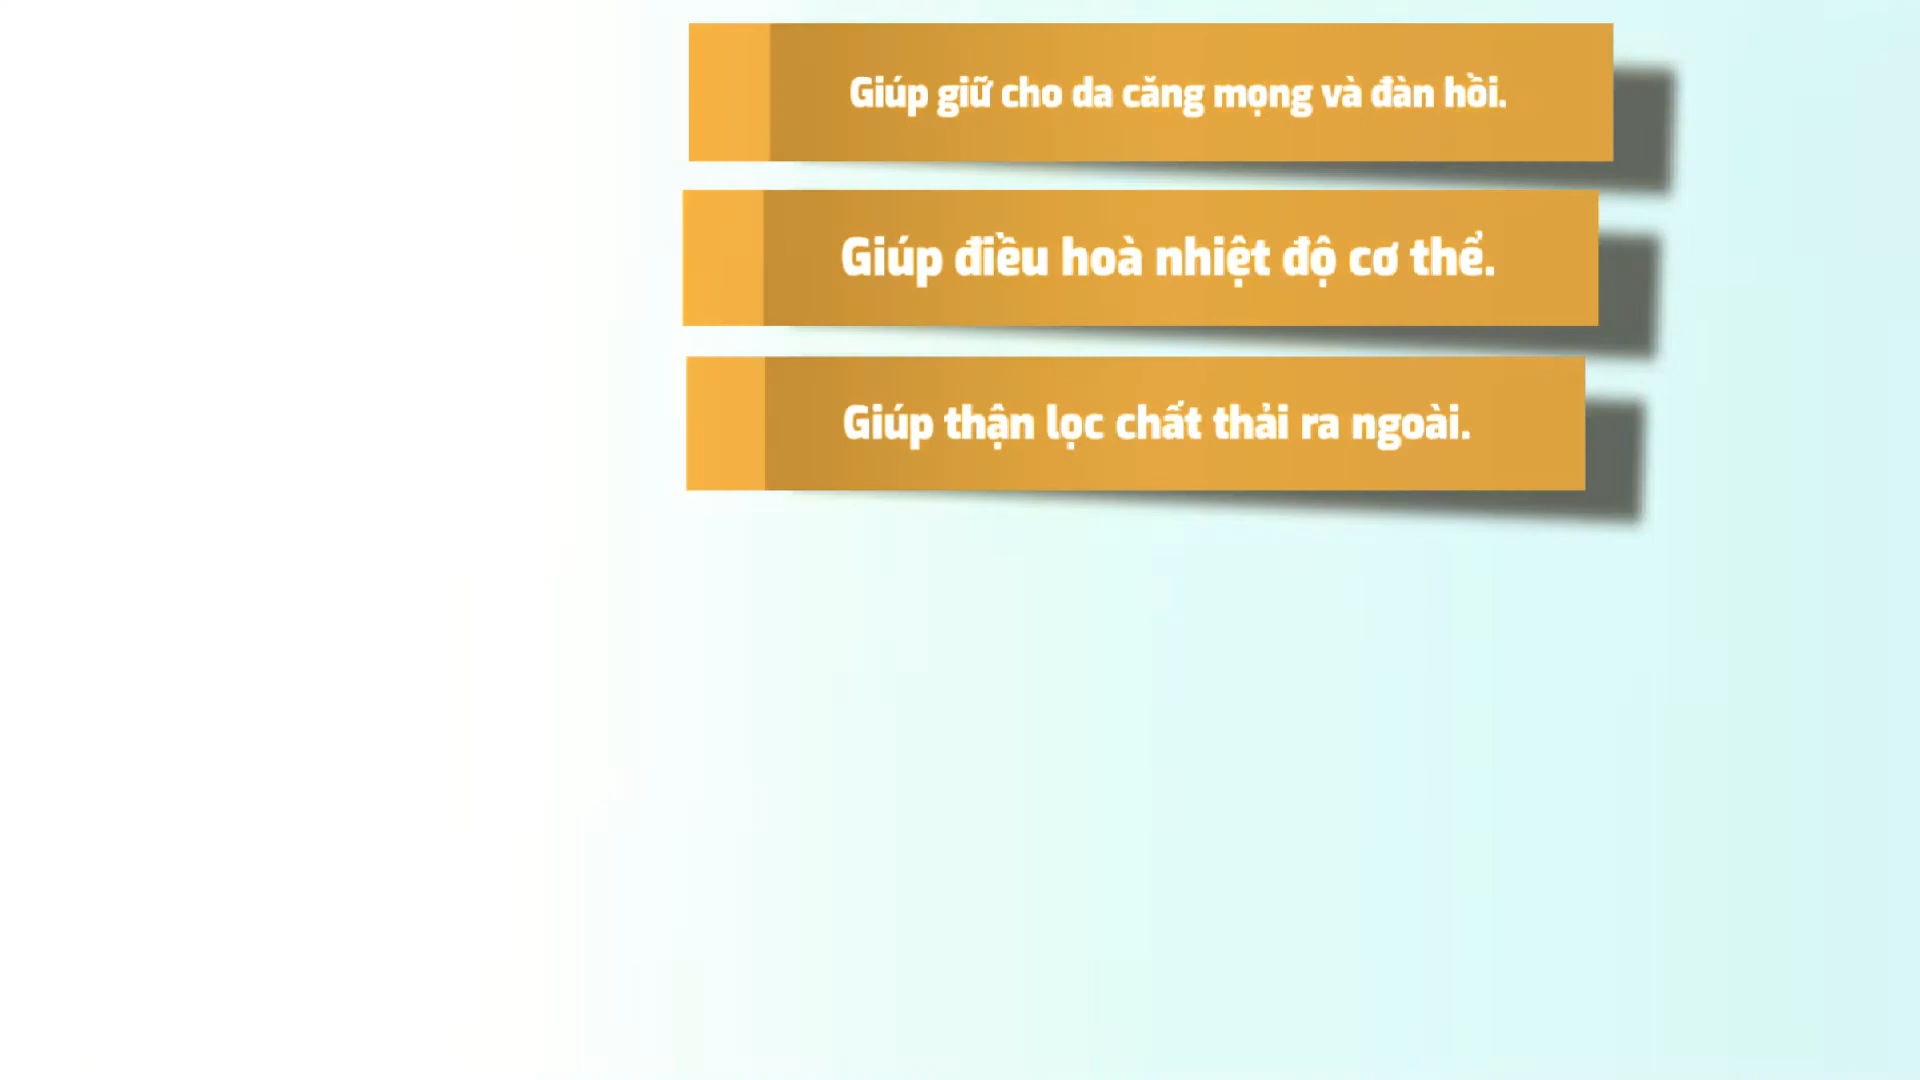 Giúp giữ cho da căng mọng và đàn hồi.
Giúp điều hoà nhiệt độ cơ thể.
Giúp thận lọc chất thải ra ngoài.